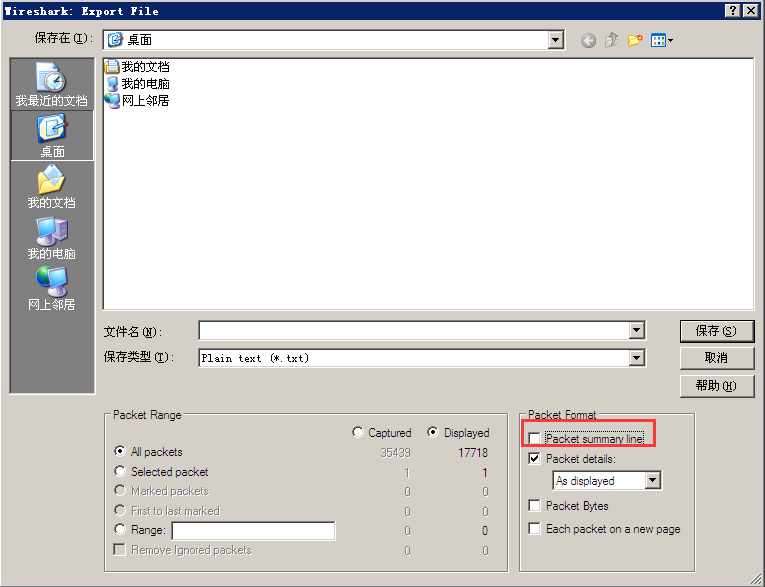 Wireshark: Export File
保存在(I):
桌面
我的文档
我的电脑
网上邻居
我最近的文档
桌面
我的文档
我的电脑
网上邻居
文件名(N):
保存(S)
保存类型(T):
Plain text (*.txt)
取消
帮助(H)
Packet Range
Captured
Displayed
All packets 35439 17718
Selected packet 1 1
Marked packets 0 0
First to last marked 0 0
Range: 0 0
Remove Ignored packets 0 0
Packet Format
Packet summary line
Packet details:
As displayed
Packet Bytes
Each packet on a new page